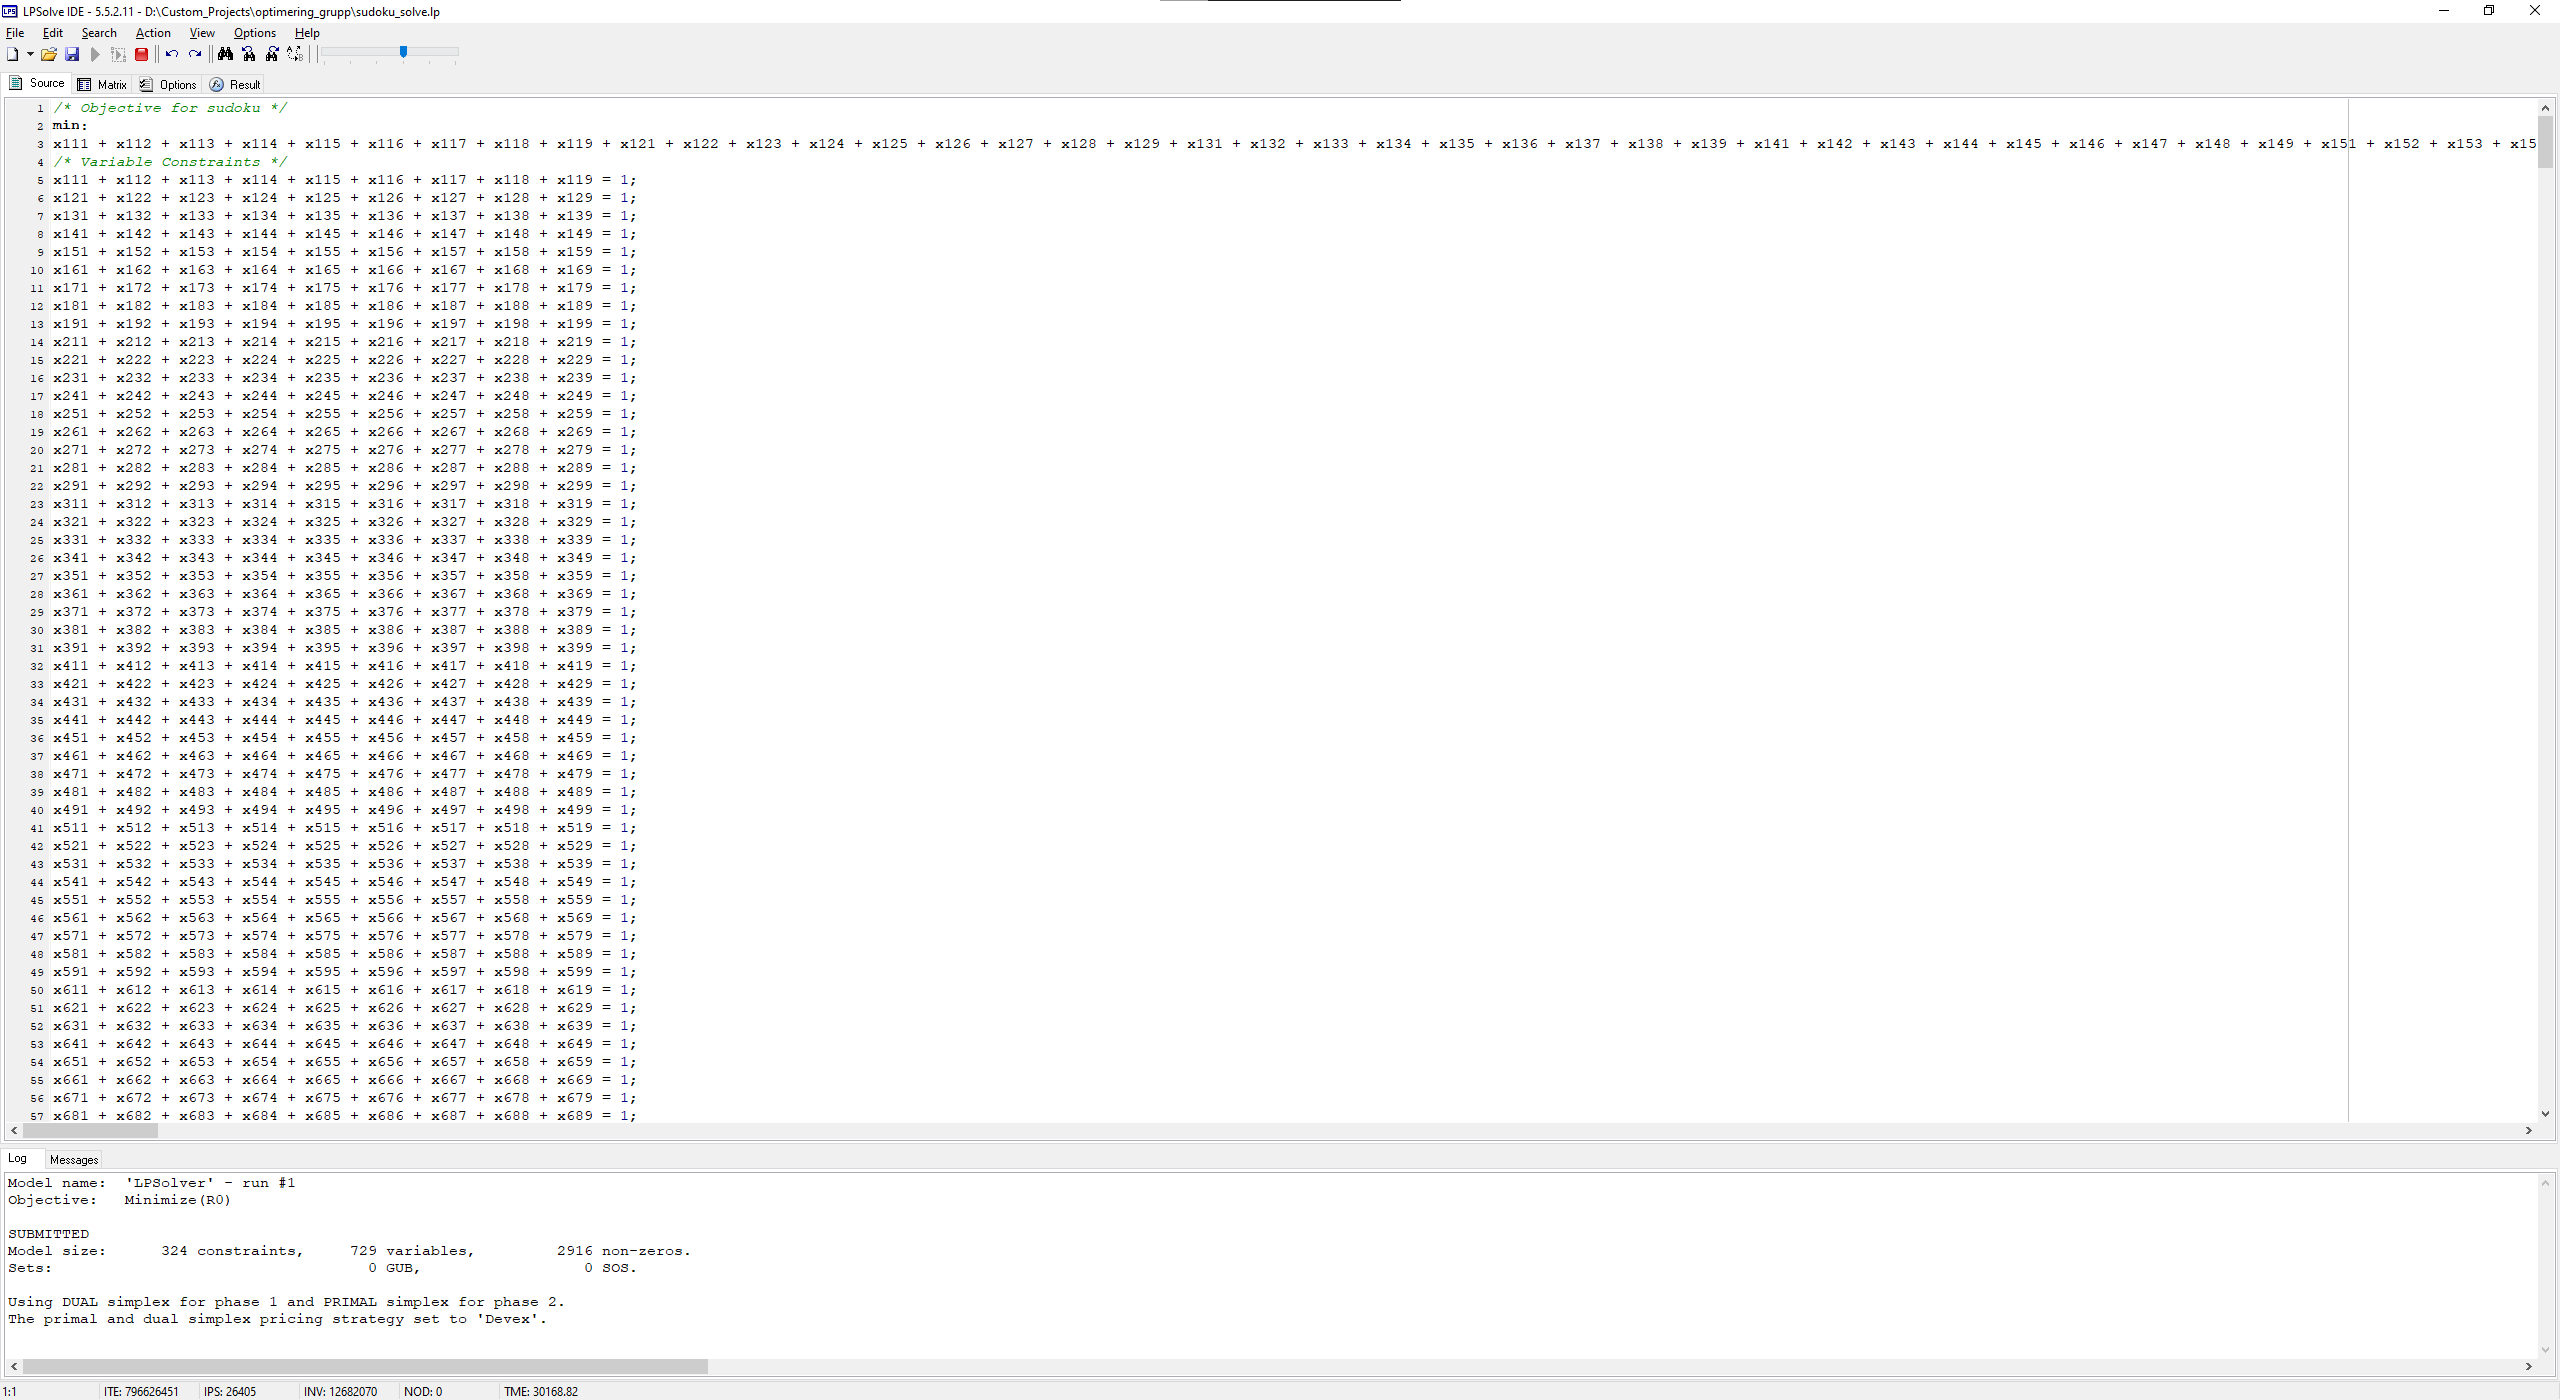 LPSolve IDE - 5.5.2.11 - D:\Custom_Projects\optimering_grupp\sudoku_solve.lp
File Edit Search Action View Options Help
Source Matrix Options Result
1 /* Objective for sudoku */
2 min:
3 x111 + x112 + x113 + x114 + x115 + x116 + x117 + x118 + x119 + x121 + x122 + x123 + x124 + x125 + x126 + x127 + x128 + x129 + x131 + x132 + x133 + x134 + x135 + x136 + x137 + x138 + x139 + x141 + x142 + x143 + x144 + x145 + x146 + x147 + x148 + x149 + x151 + x152 + x153 + x15
4 /* Variable Constraints */
5 x111 + x112 + x113 + x114 + x115 + x116 + x117 + x118 + x119 = 1;
6 x121 + x122 + x123 + x124 + x125 + x126 + x127 + x128 + x129 = 1;
7 x131 + x132 + x133 + x134 + x135 + x136 + x137 + x138 + x139 = 1;
8 x141 + x142 + x143 + x144 + x145 + x146 + x147 + x148 + x149 = 1;
9 x151 + x152 + x153 + x154 + x155 + x156 + x157 + x158 + x159 = 1;
10 x161 + x162 + x163 + x164 + x165 + x166 + x167 + x168 + x169 = 1;
11 x171 + x172 + x173 + x174 + x175 + x176 + x177 + x178 + x179 = 1;
12 x181 + x182 + x183 + x184 + x185 + x186 + x187 + x188 + x189 = 1;
13 x191 + x192 + x193 + x194 + x195 + x196 + x197 + x198 + x199 = 1;
14 x211 + x212 + x213 + x214 + x215 + x216 + x217 + x218 + x219 = 1;
15 x221 + x222 + x223 + x224 + x225 + x226 + x227 + x228 + x229 = 1;
16 x231 + x232 + x233 + x234 + x235 + x236 + x237 + x238 + x239 = 1;
17 x241 + x242 + x243 + x244 + x245 + x246 + x247 + x248 + x249 = 1;
18 x251 + x252 + x253 + x254 + x255 + x256 + x257 + x258 + x259 = 1;
19 x261 + x262 + x263 + x264 + x265 + x266 + x267 + x268 + x269 = 1;
20 x271 + x272 + x273 + x274 + x275 + x276 + x277 + x278 + x279 = 1;
21 x281 + x282 + x283 + x284 + x285 + x286 + x287 + x288 + x289 = 1;
22 x291 + x292 + x293 + x294 + x295 + x296 + x297 + x298 + x299 = 1;
23 x311 + x312 + x313 + x314 + x315 + x316 + x317 + x318 + x319 = 1;
24 x321 + x322 + x323 + x324 + x325 + x326 + x327 + x328 + x329 = 1;
25 x331 + x332 + x333 + x334 + x335 + x336 + x337 + x338 + x339 = 1;
26 x341 + x342 + x343 + x344 + x345 + x346 + x347 + x348 + x349 = 1;
27 x351 + x352 + x353 + x354 + x355 + x356 + x357 + x358 + x359 = 1;
28 x361 + x362 + x363 + x364 + x365 + x366 + x367 + x368 + x369 = 1;
29 x371 + x372 + x373 + x374 + x375 + x376 + x377 + x378 + x379 = 1;
30 x381 + x382 + x383 + x384 + x385 + x386 + x387 + x388 + x389 = 1;
31 x391 + x392 + x393 + x394 + x395 + x396 + x397 + x398 + x399 = 1;
32 x411 + x412 + x413 + x414 + x415 + x416 + x417 + x418 + x419 = 1;
33 x421 + x422 + x423 + x424 + x425 + x426 + x427 + x428 + x429 = 1;
34 x431 + x432 + x433 + x434 + x435 + x436 + x437 + x438 + x439 = 1;
35 x441 + x442 + x443 + x444 + x445 + x446 + x447 + x448 + x449 = 1;
36 x451 + x452 + x453 + x454 + x455 + x456 + x457 + x458 + x459 = 1;
37 x461 + x462 + x463 + x464 + x465 + x466 + x467 + x468 + x469 = 1;
38 x471 + x472 + x473 + x474 + x475 + x476 + x477 + x478 + x479 = 1;
39 x481 + x482 + x483 + x484 + x485 + x486 + x487 + x488 + x489 = 1;
40 x491 + x492 + x493 + x494 + x495 + x496 + x497 + x498 + x499 = 1;
41 x511 + x512 + x513 + x514 + x515 + x516 + x517 + x518 + x519 = 1;
42 x521 + x522 + x523 + x524 + x525 + x526 + x527 + x528 + x529 = 1;
43 x531 + x532 + x533 + x534 + x535 + x536 + x537 + x538 + x539 = 1;
44 x541 + x542 + x543 + x544 + x545 + x546 + x547 + x548 + x549 = 1;
45 x551 + x552 + x553 + x554 + x555 + x556 + x557 + x558 + x559 = 1;
46 x561 + x562 + x563 + x564 + x565 + x566 + x567 + x568 + x569 = 1;
47 x571 + x572 + x573 + x574 + x575 + x576 + x577 + x578 + x579 = 1;
48 x581 + x582 + x583 + x584 + x585 + x586 + x587 + x588 + x589 = 1;
49 x591 + x592 + x593 + x594 + x595 + x596 + x597 + x598 + x599 = 1;
50 x611 + x612 + x613 + x614 + x615 + x616 + x617 + x618 + x619 = 1;
51 x621 + x622 + x623 + x624 + x625 + x626 + x627 + x628 + x629 = 1;
52 x631 + x632 + x633 + x634 + x635 + x636 + x637 + x638 + x639 = 1;
53 x641 + x642 + x643 + x644 + x645 + x646 + x647 + x648 + x649 = 1;
54 x651 + x652 + x653 + x654 + x655 + x656 + x657 + x658 + x659 = 1;
55 x661 + x662 + x663 + x664 + x665 + x666 + x667 + x668 + x669 = 1;
56 x671 + x672 + x673 + x674 + x675 + x676 + x677 + x678 + x679 = 1;
57 x681 + x682 + x683 + x684 + x685 + x686 + x687 + x688 + x689 = 1;
Log Messages
Model name: 'LPSolver' - run #1
Objective: Minimize(R0)
SUBMITTED
Model size: 324 constraints, 729 variables, 2916 non-zeros.
Sets: 0 GUB, 0 SOS.
Using DUAL simplex for phase 1 and PRIMAL simplex for phase 2.
The primal and dual simplex pricing strategy set to 'Devex'.
1:1 ITE: 796626451 IPS: 26405 INV: 12682070 NOD: 0 TME: 30168.82